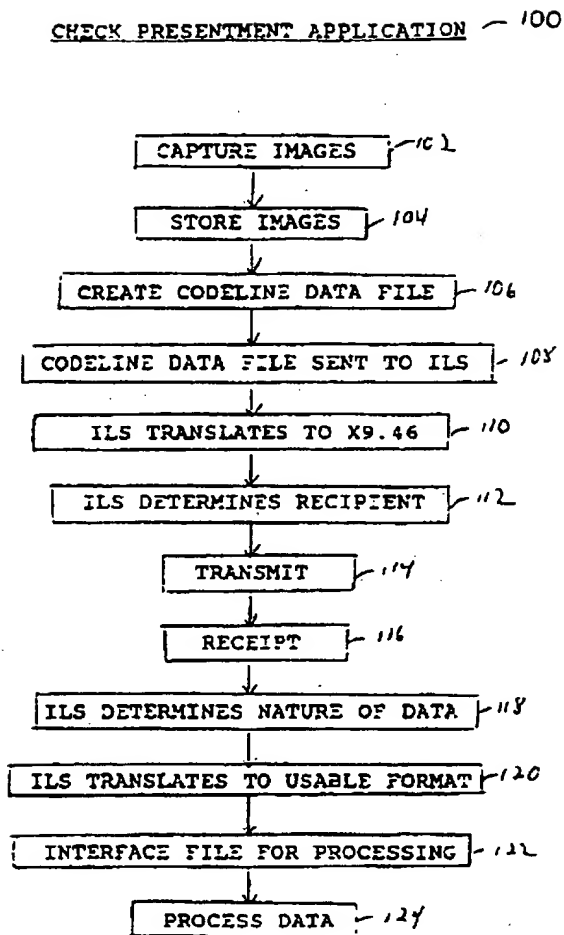 CHECK PRESENTMENT APPLICATION 100
CAPTURE IMAGES 102
STORE IMAGES 104
CREATE CODELINE DATA FILE 106
CODELINE DATA FILE SENT TO ILS 108
ILS TRANSLATES TO X9.46 110
ILS DETERMINES RECIPIENT 112
TRANSMIT 114
RECEIPT 116
ILS DETERMINES NATURE OF DATA 118
ILS TRANSLATES TO USABLE FORMAT 120
INTERFACE FILE FOR PROCESSING 122
PROCESS DATA 124